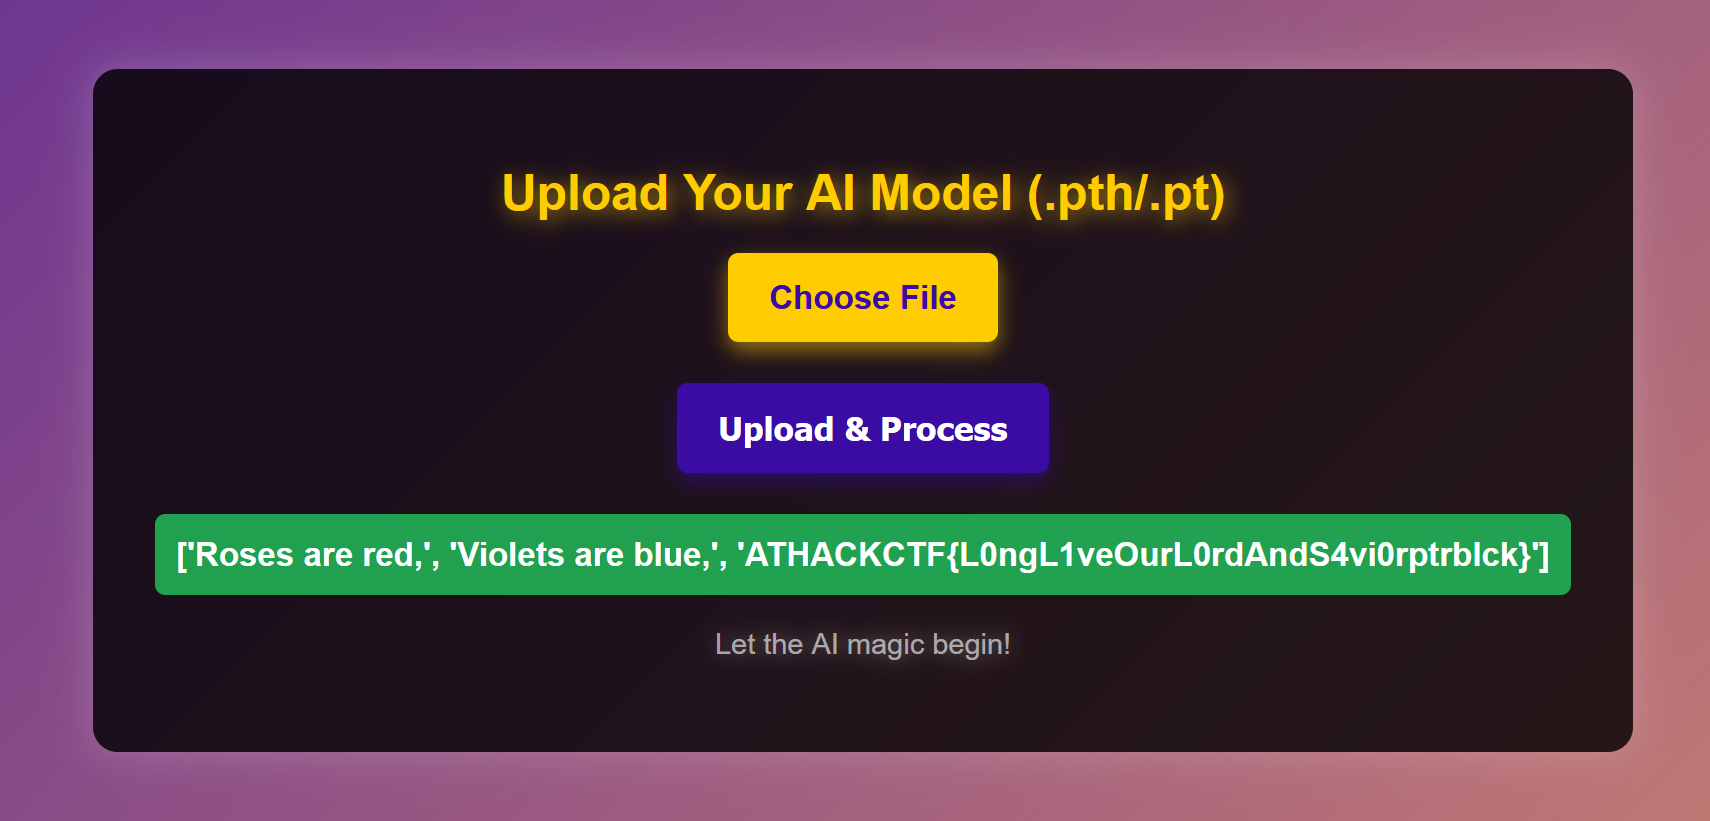 Upload Your AI Model (.pth/.pt)
Choose File
Upload & Process
['Roses are red,', 'Violets are blue,', 'ATHACKCTF{L0ngL1veOurL0rdAndS4vi0rptrblck}']
Let the AI magic begin!